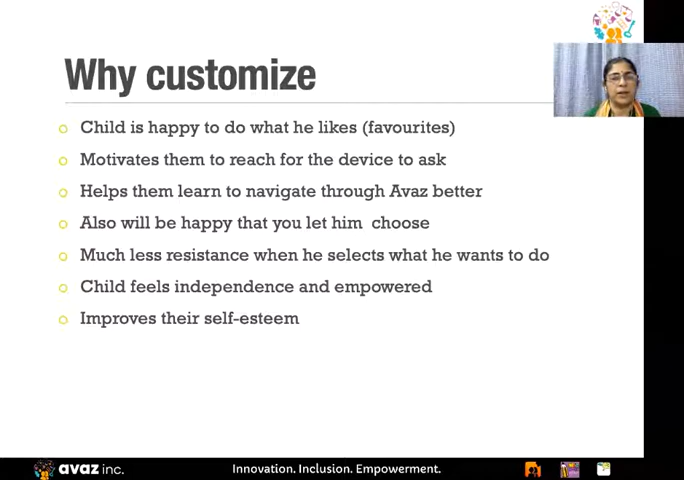 Why customize
Child is happy to do what he likes (favourites)
Motivates them to reach for the device to ask
Helps them learn to navigate through Avaz better
Also will be happy that you let him choose
Much less resistance when he selects what he wants to do
Child feels independence and empowered
Improves their self-esteem
avaz inc.
Innovation. Inclusion. Empowerment.